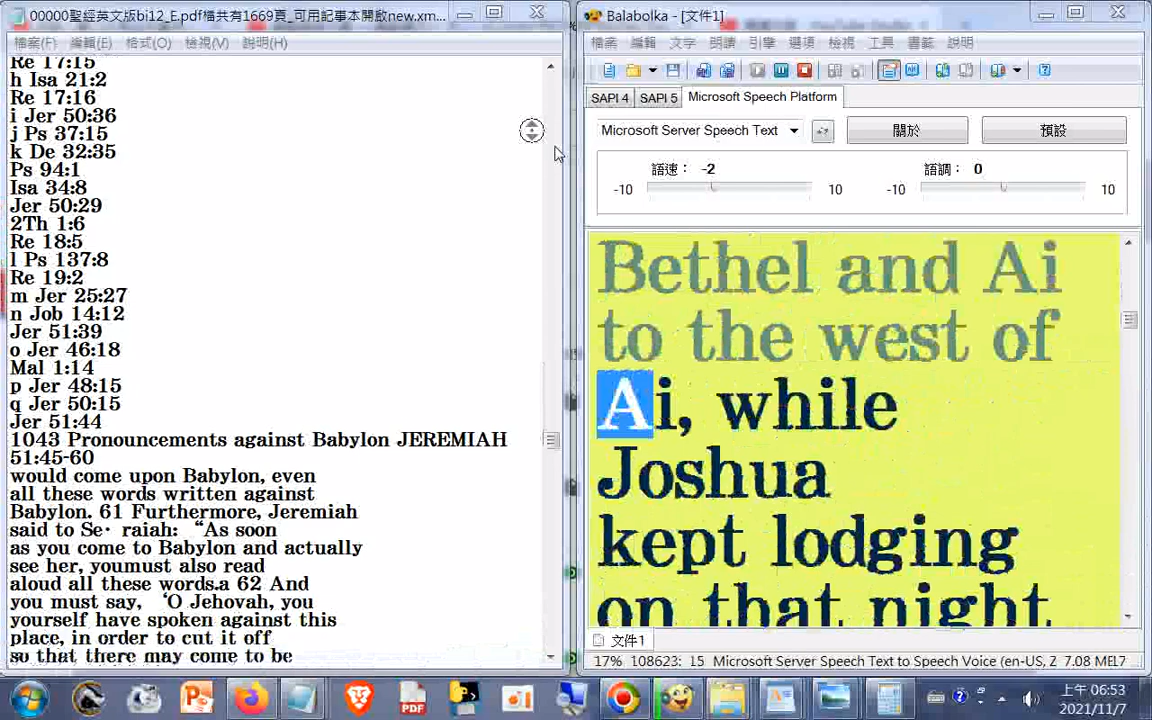 00000聖經英文版bi12_E.pdf檔共有1669頁_可用記事本開啟new.xm...
檔案(F) 編輯(E) 格式(O) 檢視(V) 說明(H)
Re 17:15
h Isa 21:2
Re 17:16
i Jer 50:36
j Ps 37:15
k De 32:35
Ps 94:1
Isa 34:8
Jer 50:29
2Th 1:6
Re 18:5
l Ps 137:8
Re 19:2
m Jer 25:27
n Job 14:12
Jer 51:39
o Jer 46:18
Mal 1:14
p Jer 48:15
q Jer 50:15
Jer 51:44
1043 Pronouncements against Babylon JEREMIAH
51:45-60
would come upon Babylon, even
all these words written against
Babylon. 61 Furthermore, Jeremiah
said to Se· raiah: “As soon
as you come to Babylon and actually
see her, youmust also read
aloud all these words.a 62 And
you must say, ‘O Jehovah, you
yourself have spoken against this
place, in order to cut it off
so that there may come to be
Balabolka - [文件1]
檔案 編輯 文字 朗讀 引擎 選項 檢視 工具 書籤 說明
SAPI 4 SAPI 5 Microsoft Speech Platform
Microsoft Server Speech Text 關於 預設
語速： -2 語調： 0
-10 10 -10 10
Bethel and Ai
to the west of
Ai, while
Joshua
kept lodging
on that night
文件1
17% 108623: 15 Microsoft Server Speech Text to Speech Voice (en-US, Z 7.08 MEL7
PDF
上午 06:53
2021/11/7